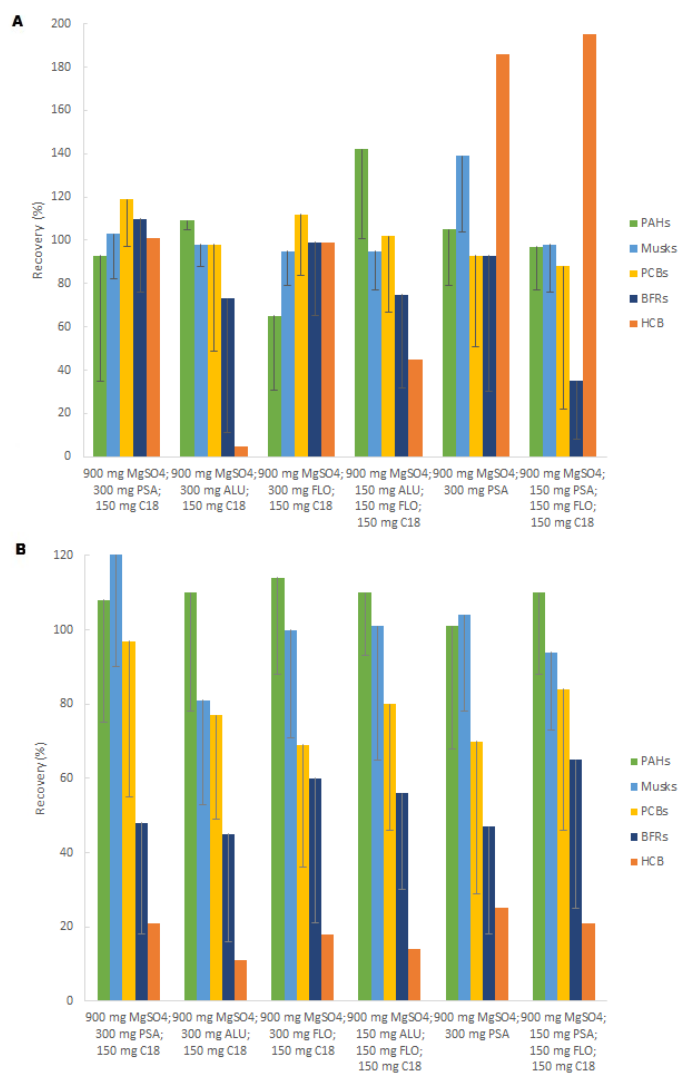 A
200
180
160
140
120
100
80
60
40
20
0
Recovery (%)
PAHs
Musks
PCBs
BFRs
HCB
900 mg MgSO4;
300 mg PSA;
150 mg C18
900 mg MgSO4;
300 mg ALU;
150 mg C18
900 mg MgSO4;
300 mg FLO;
150 mg C18
900 mg MgSO4;
150 mg ALU;
150 mg FLO;
150 mg C18
900 mg MgSO4;
300 mg PSA
900 mg MgSO4;
150 mg PSA;
150 mg FLO;
150 mg C18
B
120
100
80
60
40
20
0
Recovery (%)
PAHs
Musks
PCBs
BFRs
HCB
900 mg MgSO4;
300 mg PSA;
150 mg C18
900 mg MgSO4;
300 mg ALU;
150 mg C18
900 mg MgSO4;
300 mg FLO;
150 mg C18
900 mg MgSO4;
150 mg ALU;
150 mg FLO;
150 mg C18
900 mg MgSO4;
300 mg PSA
900 mg MgSO4;
150 mg PSA;
150 mg FLO;
150 mg C18